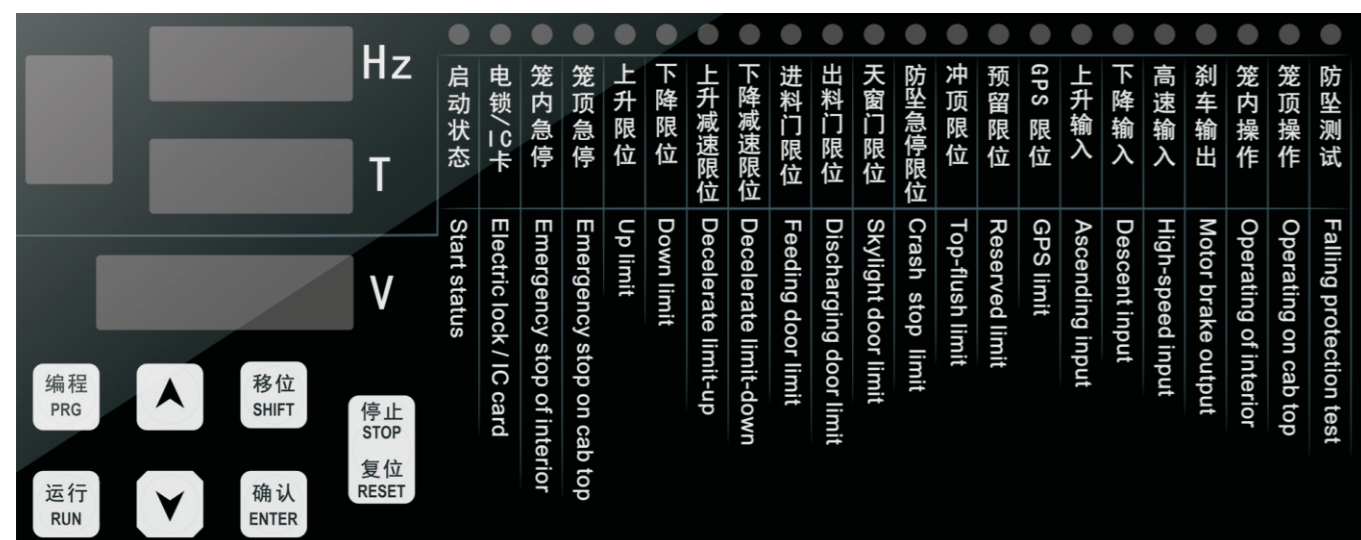 Hz
T
V
编程
PRG
移位
SHIFT
停止
STOP
复位
RESET
运行
RUN
确认
ENTER
启动状态
电锁/IC卡
笼内急停
笼顶急停
上升限位
下降限位
上升减速限位
下降减速限位
进料门限位
出料门限位
天窗门限位
防坠急停限位
冲顶限位
预留限位
GPS 限位
上升输入
下降输入
高速输入
刹车输出
笼内操作
笼顶操作
防坠测试
Start status
Electric lock / IC card
Emergency stop of interior
Emergency stop on cab top
Up limit
Down limit
Decelerate limit-up
Decelerate limit-down
Feeding door limit
Discharging door limit
Skylight door limit
Crash stop limit
Top-flush limit
Reserved limit
GPS limit
Ascending input
Descent input
High-speed input
Motor brake output
Operating of interior
Operating on cab top
Falling protection test